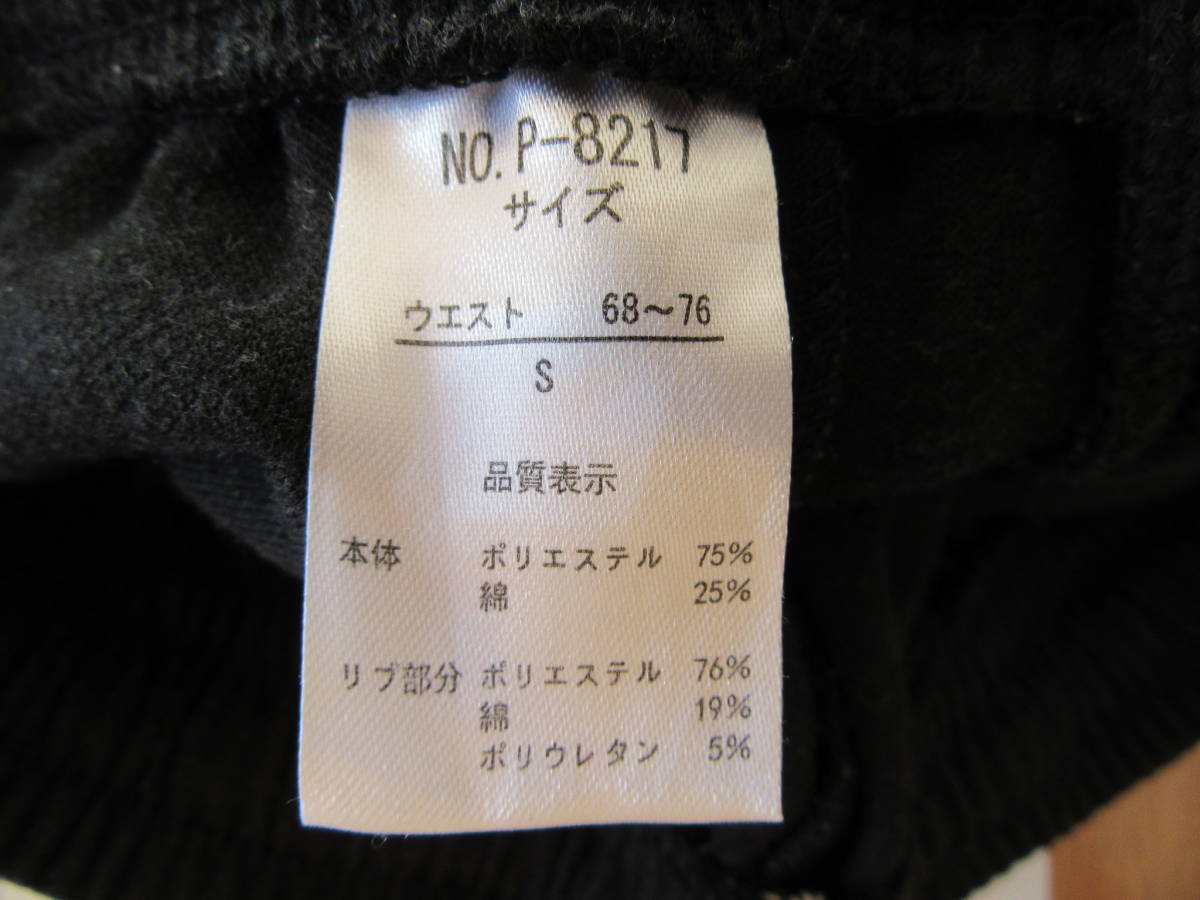 NO. P-8217
サイズ
ウエスト 68〜76
S
品質表示
本体 ポリエステル 75%
綿 25%
リブ部分 ポリエステル 76%
綿 19%
ポリウレタン 5%